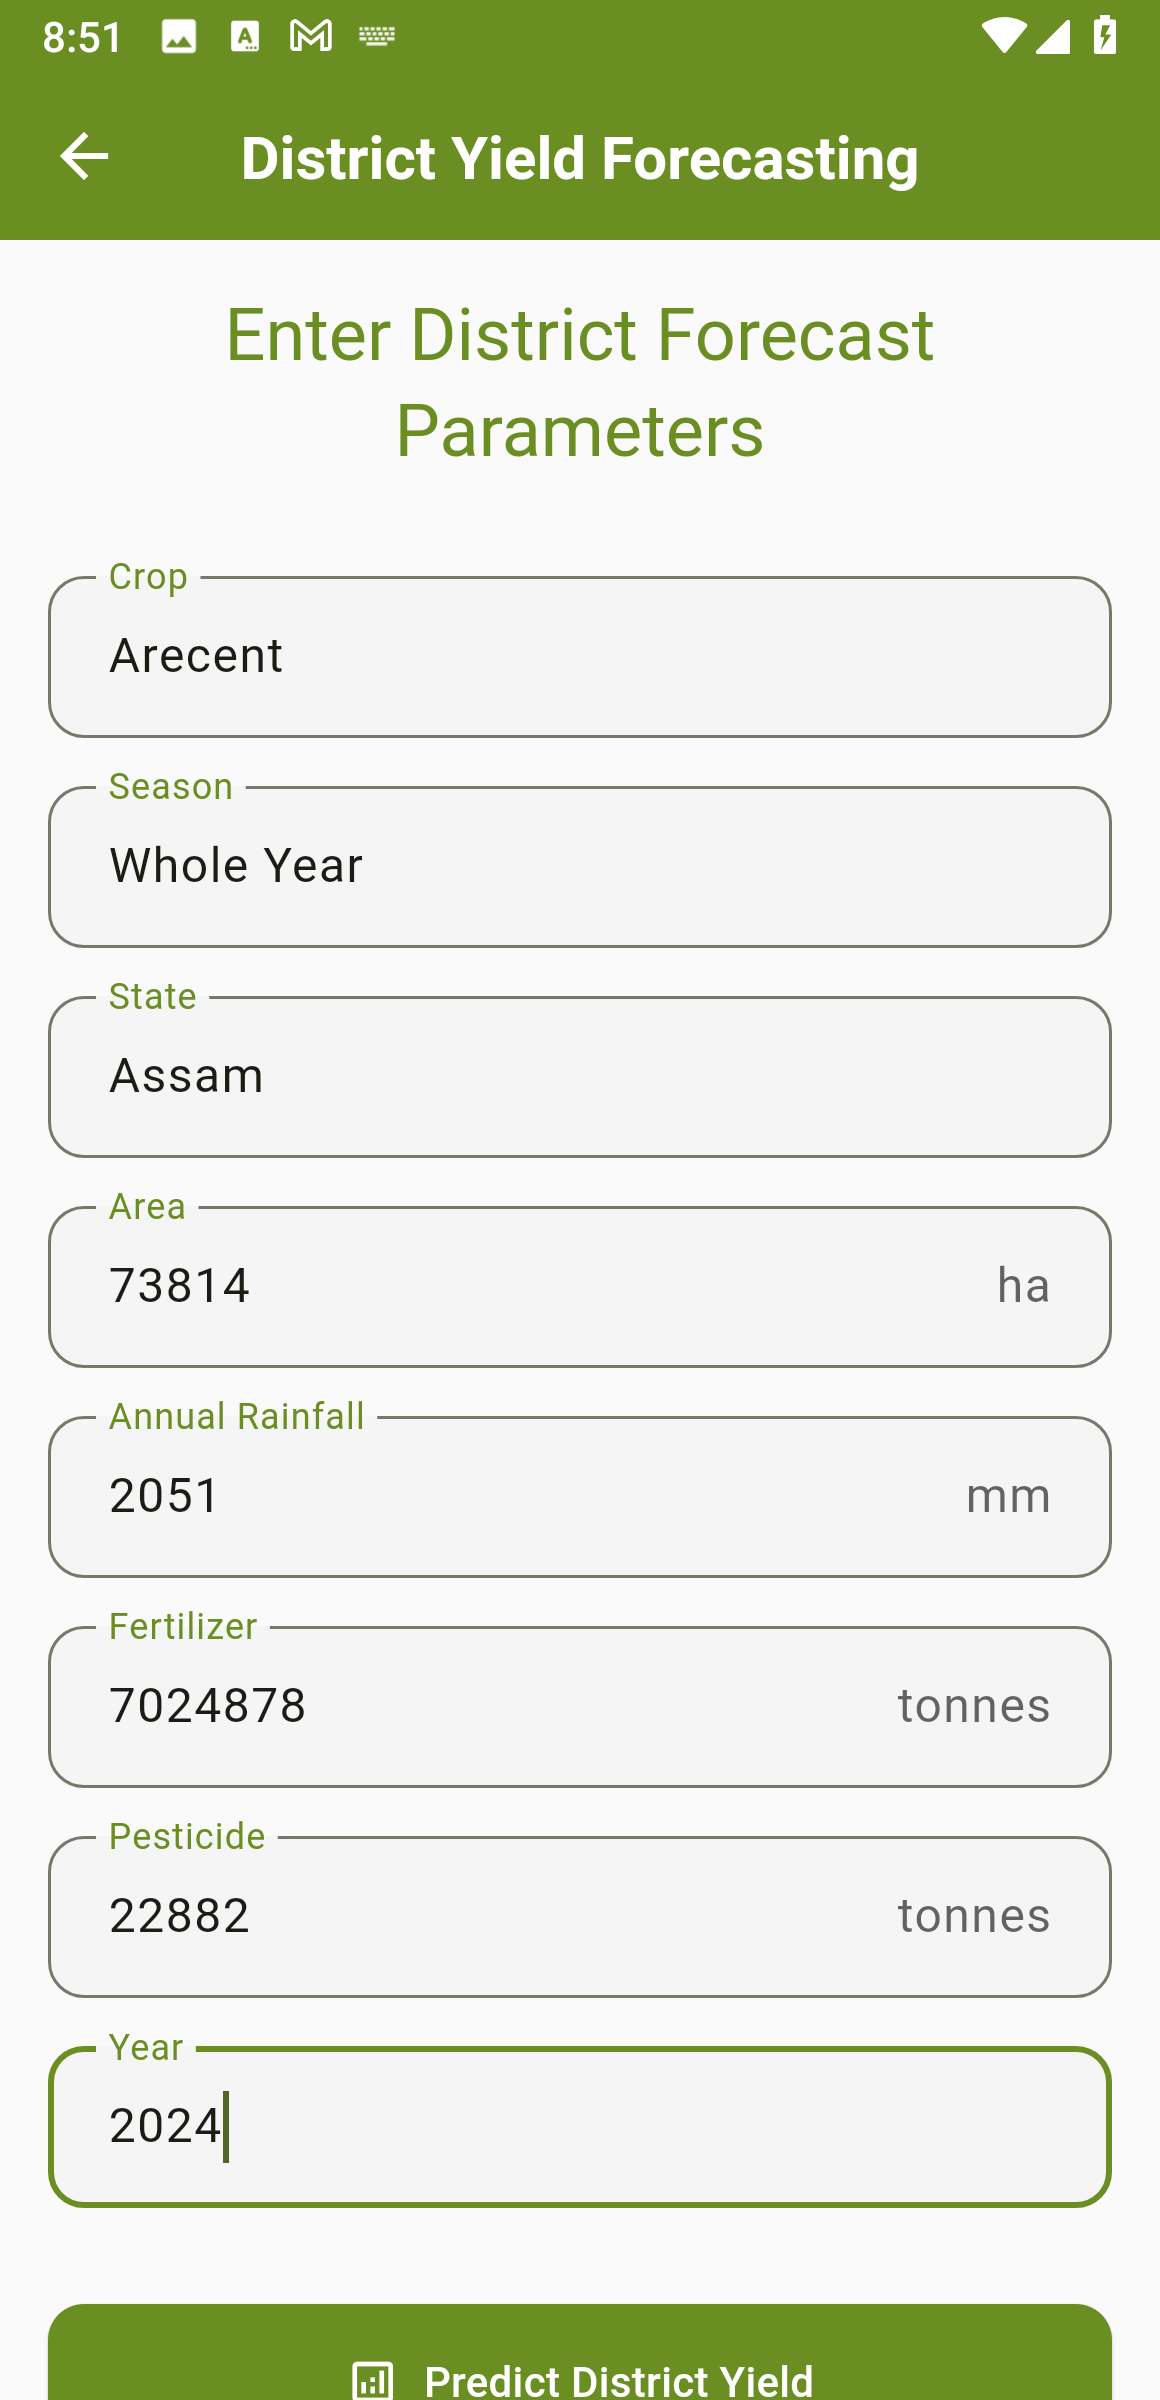 8:51
District Yield Forecasting
Enter District Forecast
Parameters
Crop
Arecent
Season
Whole Year
State
Assam
Area
73814 ha
Annual Rainfall
2051 mm
Fertilizer
7024878 tonnes
Pesticide
22882 tonnes
Year
2024
Predict District Yield